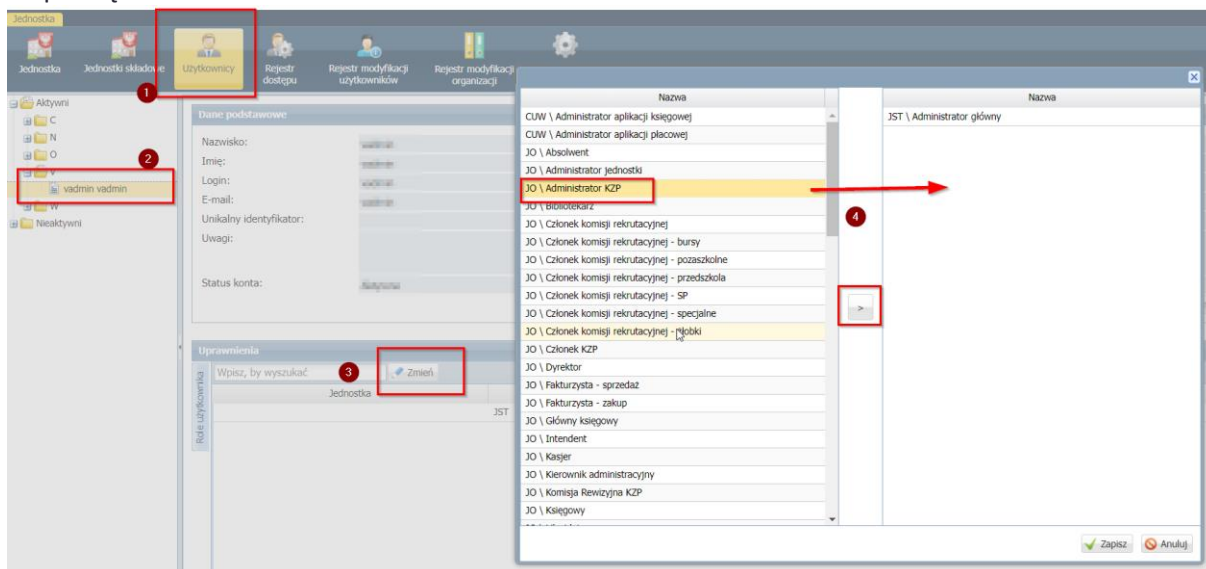 Jednostka
Jednostka
Jednostki składowe
Użytkownicy
Rejestr dostępu
Rejestr modyfikacji użytkowników
Rejestr modyfikacji organizacji
1
Aktywni
C
N
O
2
V
vadmin vadmin
W
Nieaktywni
Dane podstawowe
Nazwisko:
Imię:
Login:
E-mail:
Unikalny identyfikator:
Uwagi:
Status konta:
Uprawnienia
Role użytkownika
Wpisz, by wyszukać
3
Zmień
Jednostka
JST
Nazwa
CUW \ Administrator aplikacji księgowej
CUW \ Administrator aplikacji płacowej
JO \ Absolwent
JO \ Administrator jednostki
JO \ Administrator KZP
JO \ Bibliotekarz
JO \ Członek komisji rekrutacyjnej
JO \ Członek komisji rekrutacyjnej - bursy
JO \ Członek komisji rekrutacyjnej - pozaszkolne
JO \ Członek komisji rekrutacyjnej - przedszkola
JO \ Członek komisji rekrutacyjnej - SP
JO \ Członek komisji rekrutacyjnej - specjalne
JO \ Członek komisji rekrutacyjnej -
JO \ Członek KZP
JO \ Dyrektor
JO \ Fakturzysta - sprzedaż
JO \ Fakturzysta - zakup
JO \ Główny księgowy
JO \ Intendent
JO \ Kasjer
JO \ Kierownik administracyjny
JO \ Komisja Rewizyjna KZP
JO \ Księgowy
4
>
Nazwa
JST \ Administrator główny
Zapisz
Anuluj